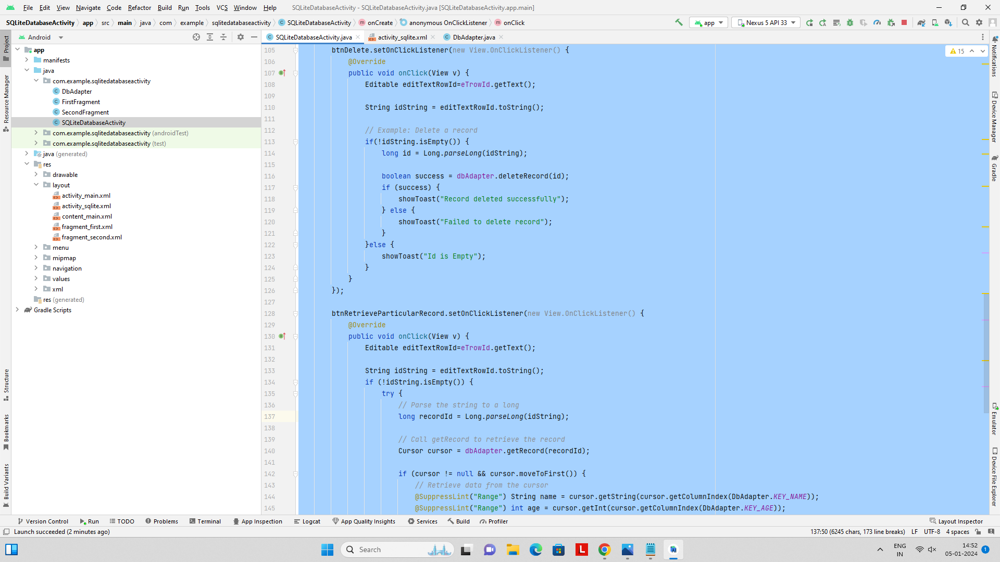 File Edit View Navigate Code Refactor Build Run Tools VCS Window Help SQLiteDatabaseActivity - SQLiteDatabaseActivity.java [SQLiteDatabaseActivity.app.main]
SQLiteDatabaseActivity app src main java com example sqlitedatabaseactivity SQLiteDatabaseActivity onCreate anonymous OnClickListener onClick app Nexus 5 API 33
Android
SQLiteDatabaseActivity.java activity_sqlite.xml DbAdapter.java
Project
Resource Manager
Structure
Bookmarks
Build Variants
app
manifests
java
com.example.sqlitedatabaseactivity
DbAdapter
FirstFragment
SecondFragment
SQLiteDatabaseActivity
com.example.sqlitedatabaseactivity (androidTest)
com.example.sqlitedatabaseactivity (test)
java (generated)
res
drawable
layout
activity_main.xml
activity_sqlite.xml
content_main.xml
fragment_first.xml
fragment_second.xml
menu
mipmap
navigation
values
xml
res (generated)
Gradle Scripts
15
105 btnDelete.setOnClickListener(new View.OnClickListener() {
106 @Override
107 public void onClick(View v) {
108 Editable editTextRowId=eTrowId.getText();
109
110 String idString = editTextRowId.toString();
111
112 // Example: Delete a record
113 if(!idString.isEmpty()) {
114 long id = Long.parseLong(idString);
115
116 boolean success = dbAdapter.deleteRecord(id);
117 if (success) {
118 showToast("Record deleted successfully");
119 } else {
120 showToast("Failed to delete record");
121 }
122 }else {
123 showToast("Id is Empty");
124 }
125 }
126 });
127
128 btnRetrieveParticularRecord.setOnClickListener(new View.OnClickListener() {
129 @Override
130 public void onClick(View v) {
131 Editable editTextRowId=eTrowId.getText();
132
133 String idString = editTextRowId.toString();
134 if (!idString.isEmpty()) {
135 try {
136 // Parse the string to a long
137 long recordId = Long.parseLong(idString);
138
139 // Call getRecord to retrieve the record
140 Cursor cursor = dbAdapter.getRecord(recordId);
141
142 if (cursor != null && cursor.moveToFirst()) {
143 // Retrieve data from the cursor
144 @SuppressLint("Range") String name = cursor.getString(cursor.getColumnIndex(DbAdapter.KEY_NAME));
145 @SuppressLint("Range") int age = cursor.getInt(cursor.getColumnIndex(DbAdapter.KEY_AGE));
Notifications
Device Manager
Gradle
Emulator
Device File Explorer
Version Control Run TODO Problems Terminal App Inspection Logcat App Quality Insights Services Build Profiler Layout Inspector
Launch succeeded (2 minutes ago) 137:50 (6245 chars, 173 line breaks) LF UTF-8 4 spaces
Search
L
ENG
IN
14:52
05-01-2024
1